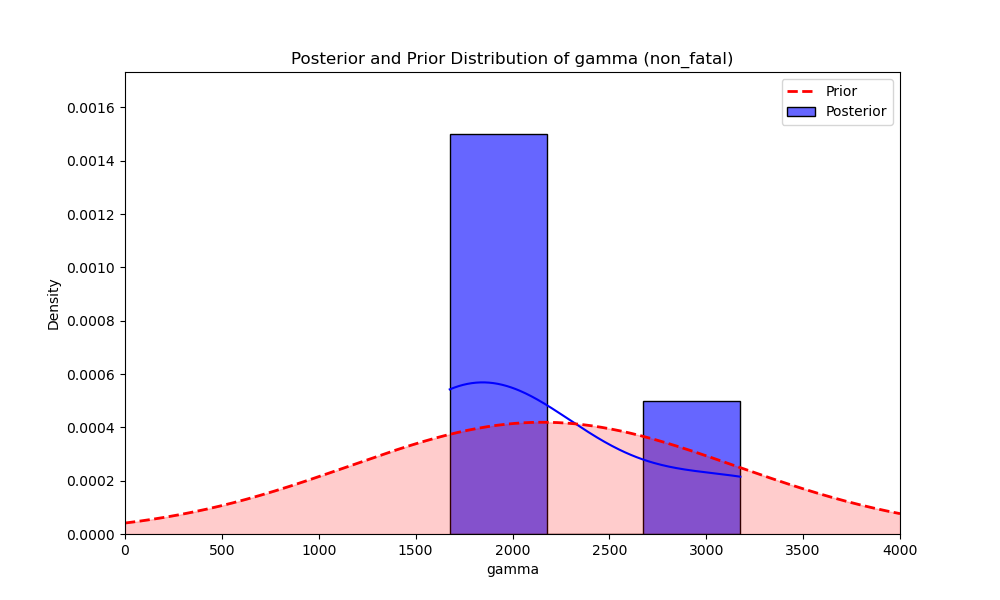 Posterior and Prior Distribution of gamma (non_fatal)
Prior
Posterior
0.0016
0.0014
0.0012
0.0010
0.0008
0.0006
0.0004
0.0002
0.0000
Density
0 500 1000 1500 2000 2500 3000 3500 4000
gamma